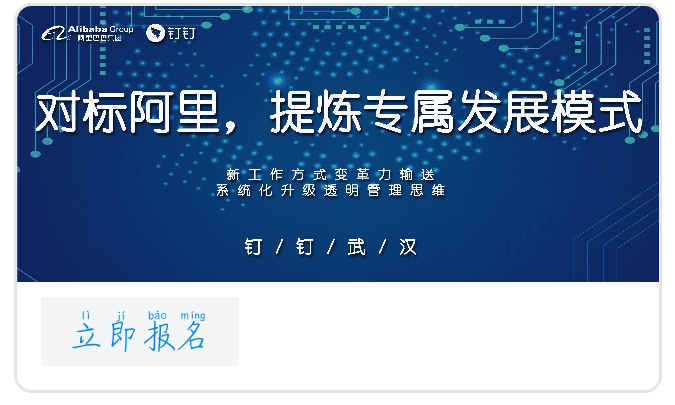 Alibaba Group
阿里巴巴集团
钉钉
对标阿里，提炼专属发展模式
新工作方式变革力输送
系统化升级透明管理思维
钉 / 钉 / 武 / 汉
lì jí bào míng
立即报名